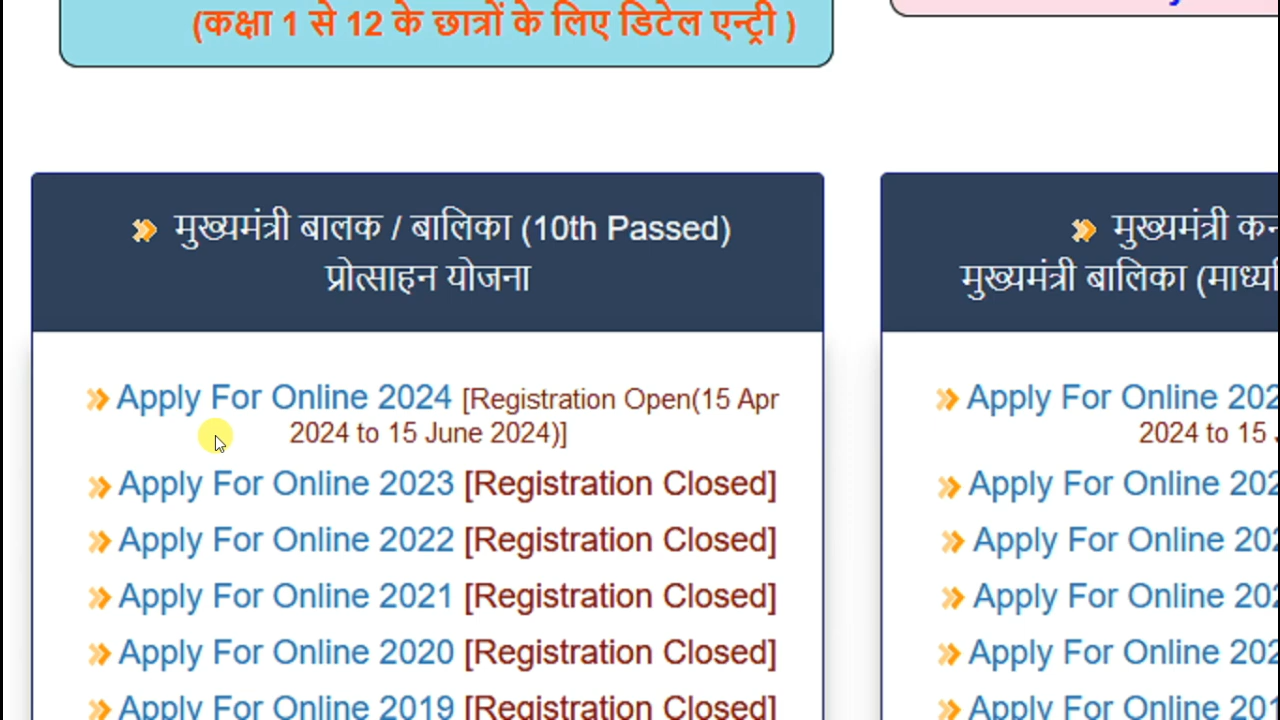 (कक्षा 1 से 12 के छात्रों के लिए डिटेल एन्ट्री )
मुख्यमंत्री बालक / बालिका (10th Passed)
प्रोत्साहन योजना
Apply For Online 2024 [Registration Open(15 Apr
2024 to 15 June 2024)]
Apply For Online 2023 [Registration Closed]
Apply For Online 2022 [Registration Closed]
Apply For Online 2021 [Registration Closed]
Apply For Online 2020 [Registration Closed]
Apply For Online 2019 [Registration Closed]
मुख्यमंत्री
मुख्यमंत्री बालिका
Apply For Online
2024 to 15
Apply For Online
Apply For Online
Apply For Online
Apply For Online
Apply For Online